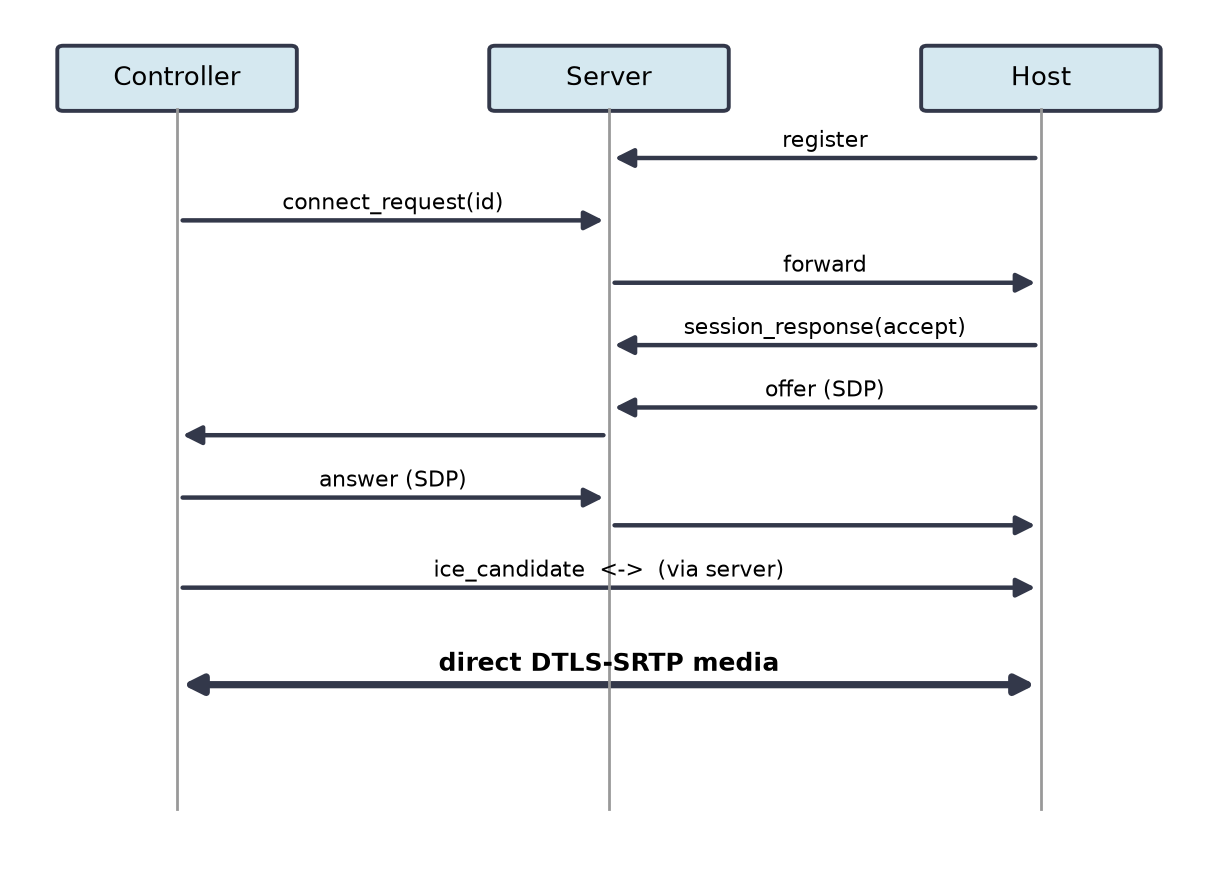 Controller
Server
Host
register
connect_request(id)
forward
session_response(accept)
offer (SDP)
answer (SDP)
ice_candidate <-> (via server)
direct DTLS-SRTP media